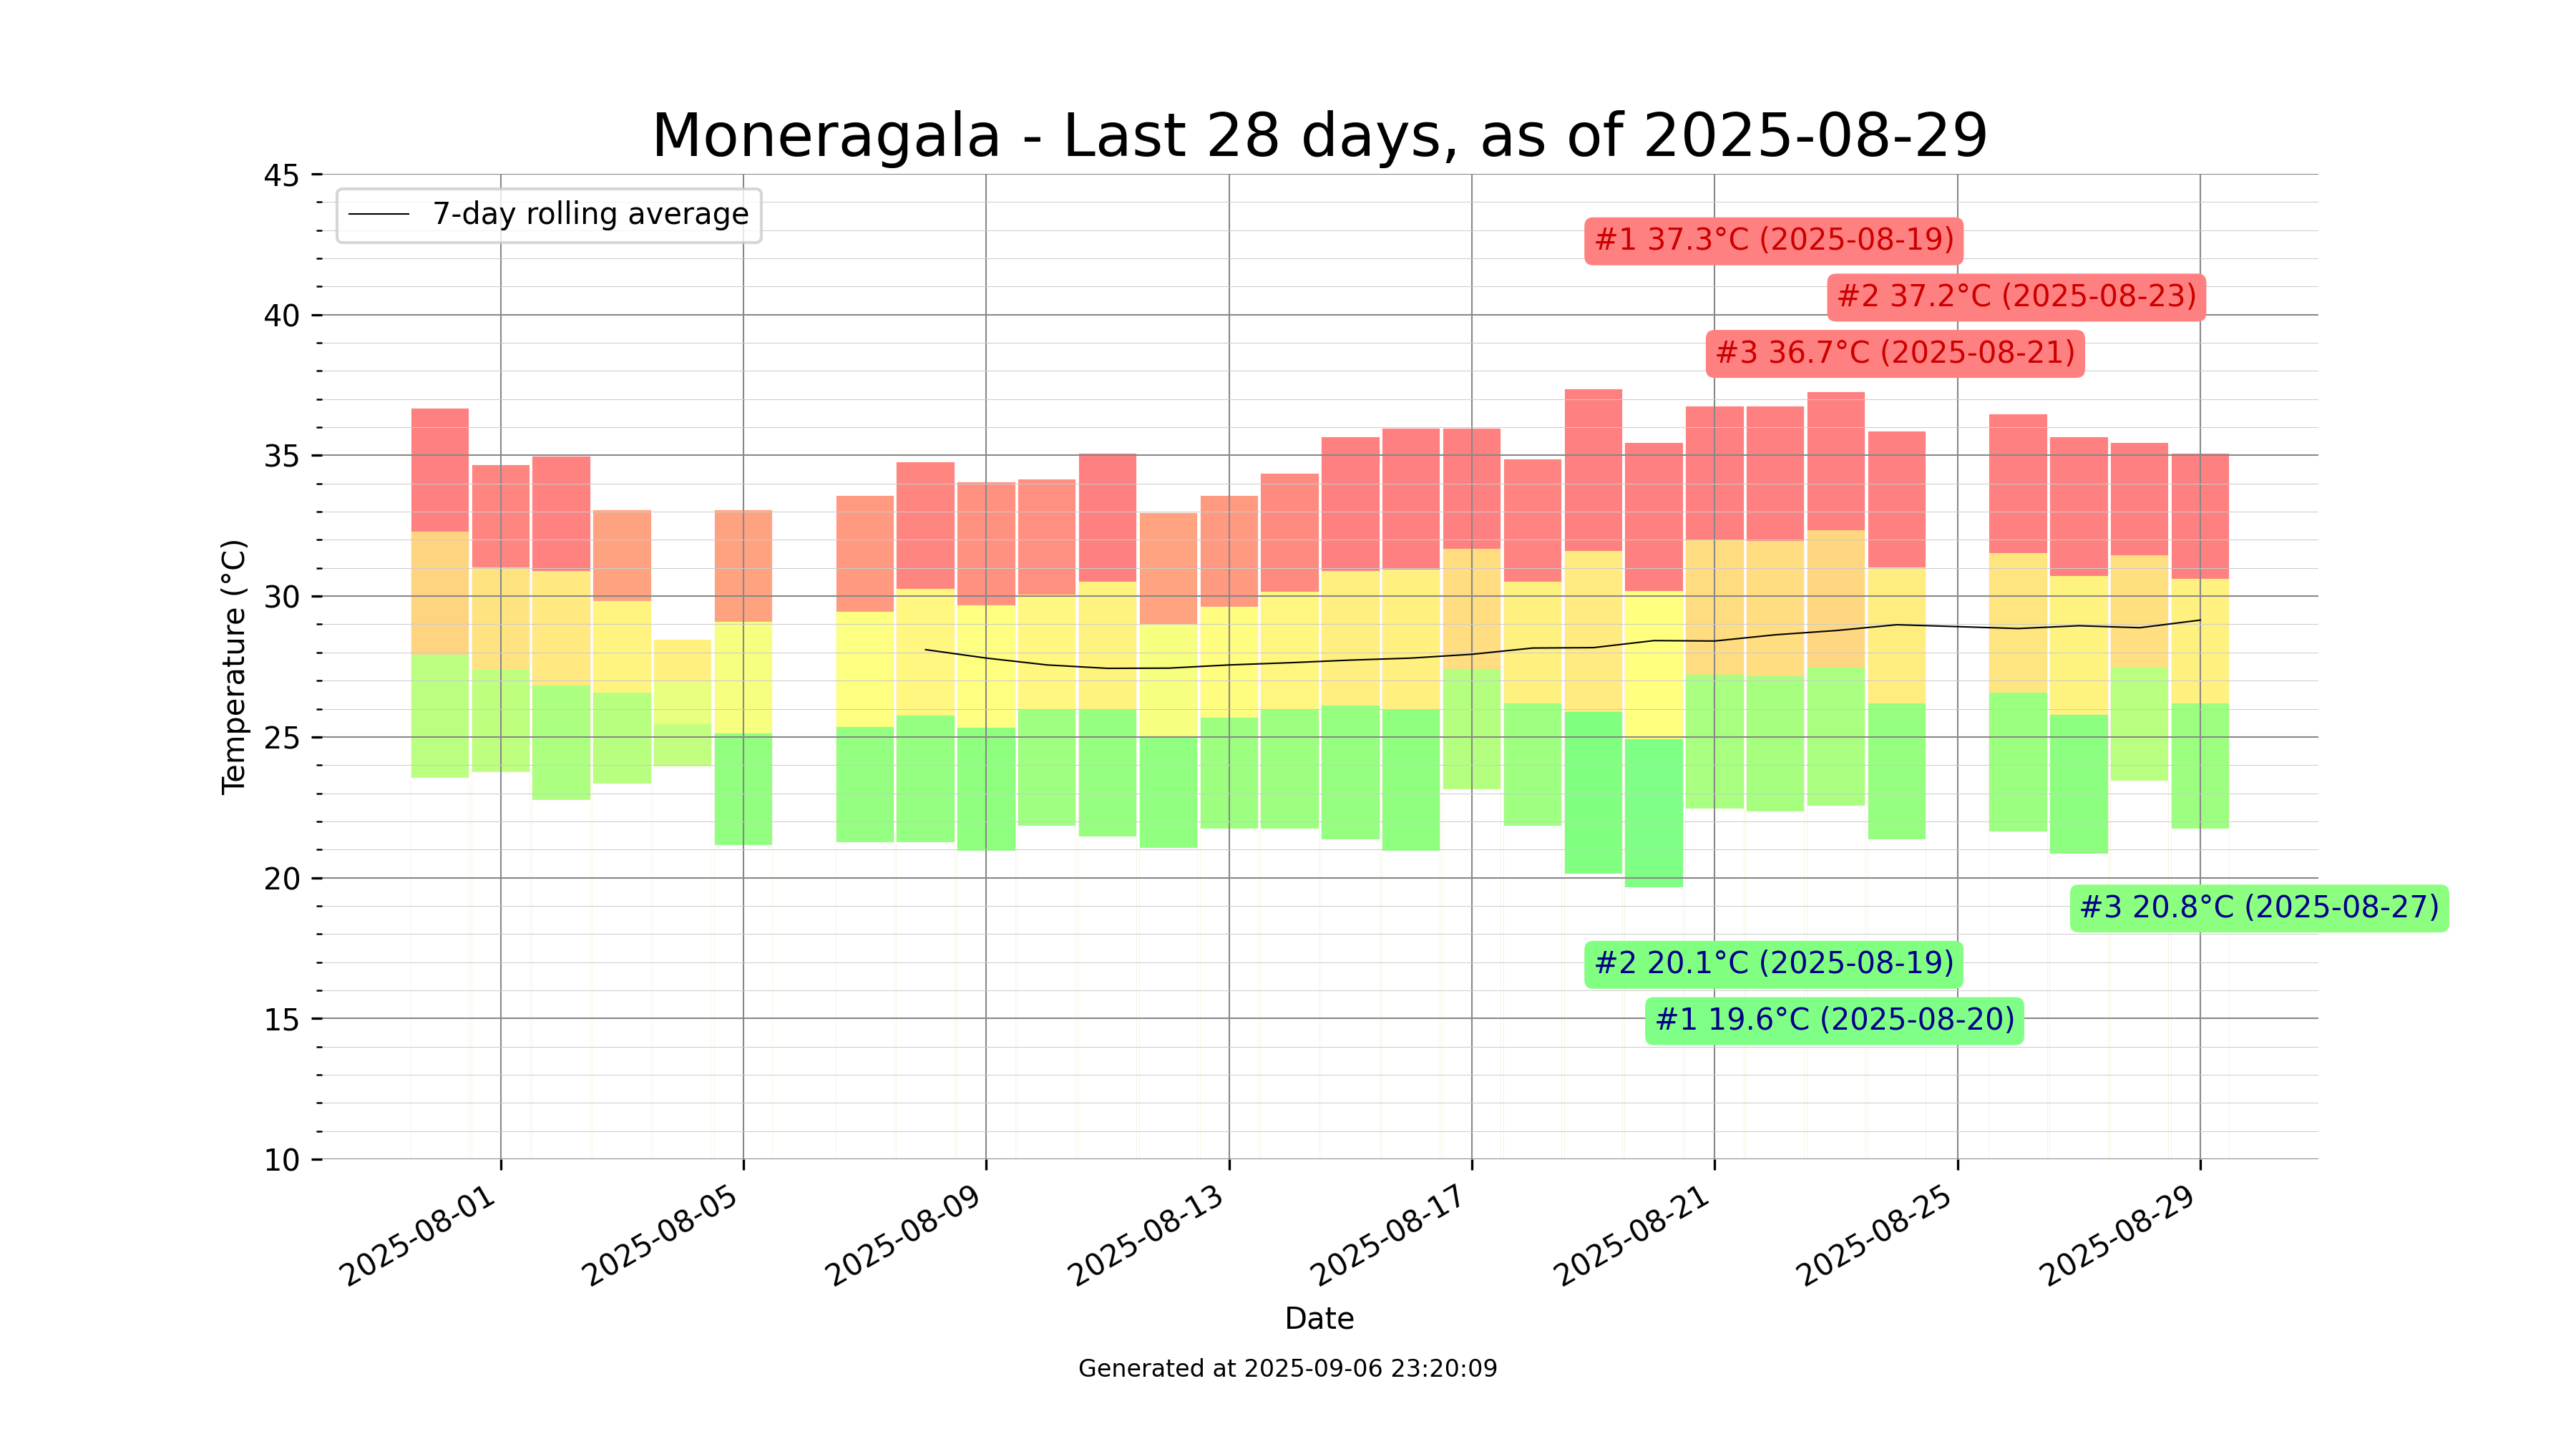 Moneragala - Last 28 days, as of 2025-08-29
45
7-day rolling average
#1 37.3°C (2025-08-19)
#2 37.2°C (2025-08-23)
40
#3 36.7°C (2025-08-21)
35
30
Temperature (°C)
25
20
#3 20.8°C (2025-08-27)
#2 20.1°C (2025-08-19)
15
#1 19.6°C (2025-08-20)
10
2025-08-01
2025-08-05
2025-08-09
2025-08-13
2025-08-17
2025-08-21
2025-08-25
2025-08-29
Date
Generated at 2025-09-06 23:20:09